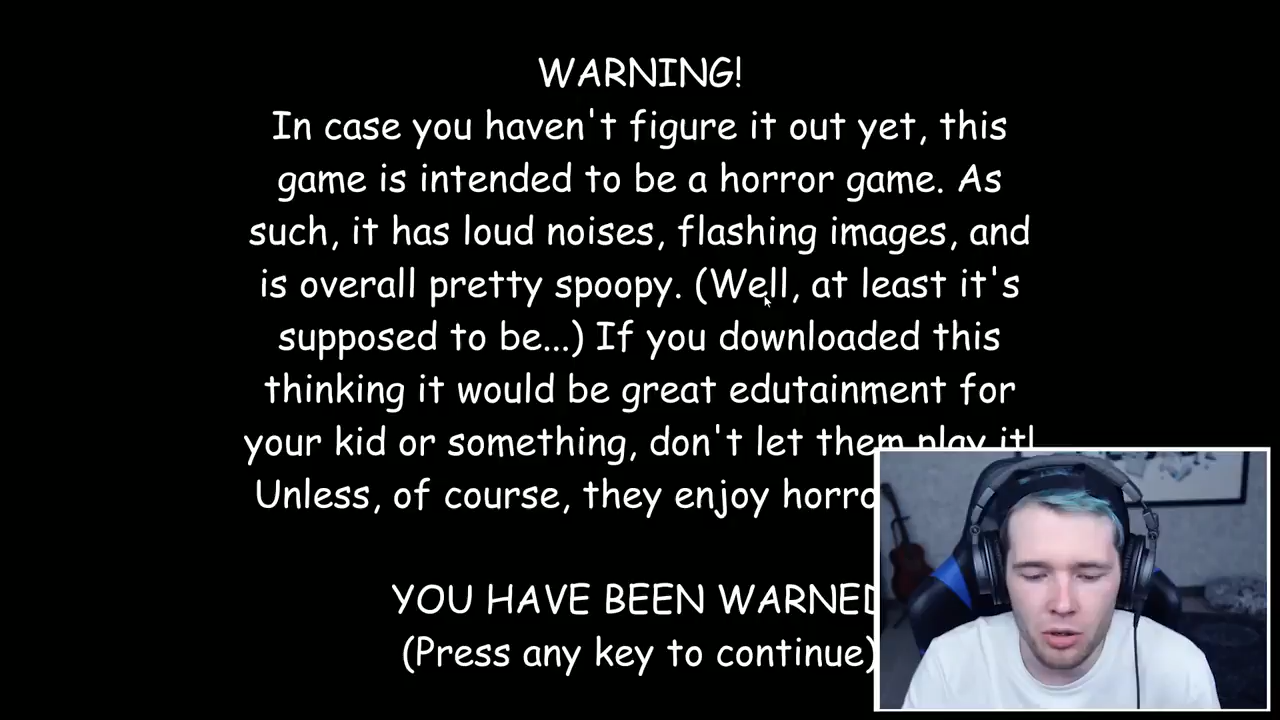 WARNING!
In case you haven't figure it out yet, this
game is intended to be a horror game. As
such, it has loud noises, flashing images, and
is overall pretty spoopy. (Well, at least it's
supposed to be...) If you downloaded this
thinking it would be great edutainment for
your kid or something, don't let them play it!
Unless, of course, they enjoy
YOU HAVE BEEN WARNED
(Press any key to continue)